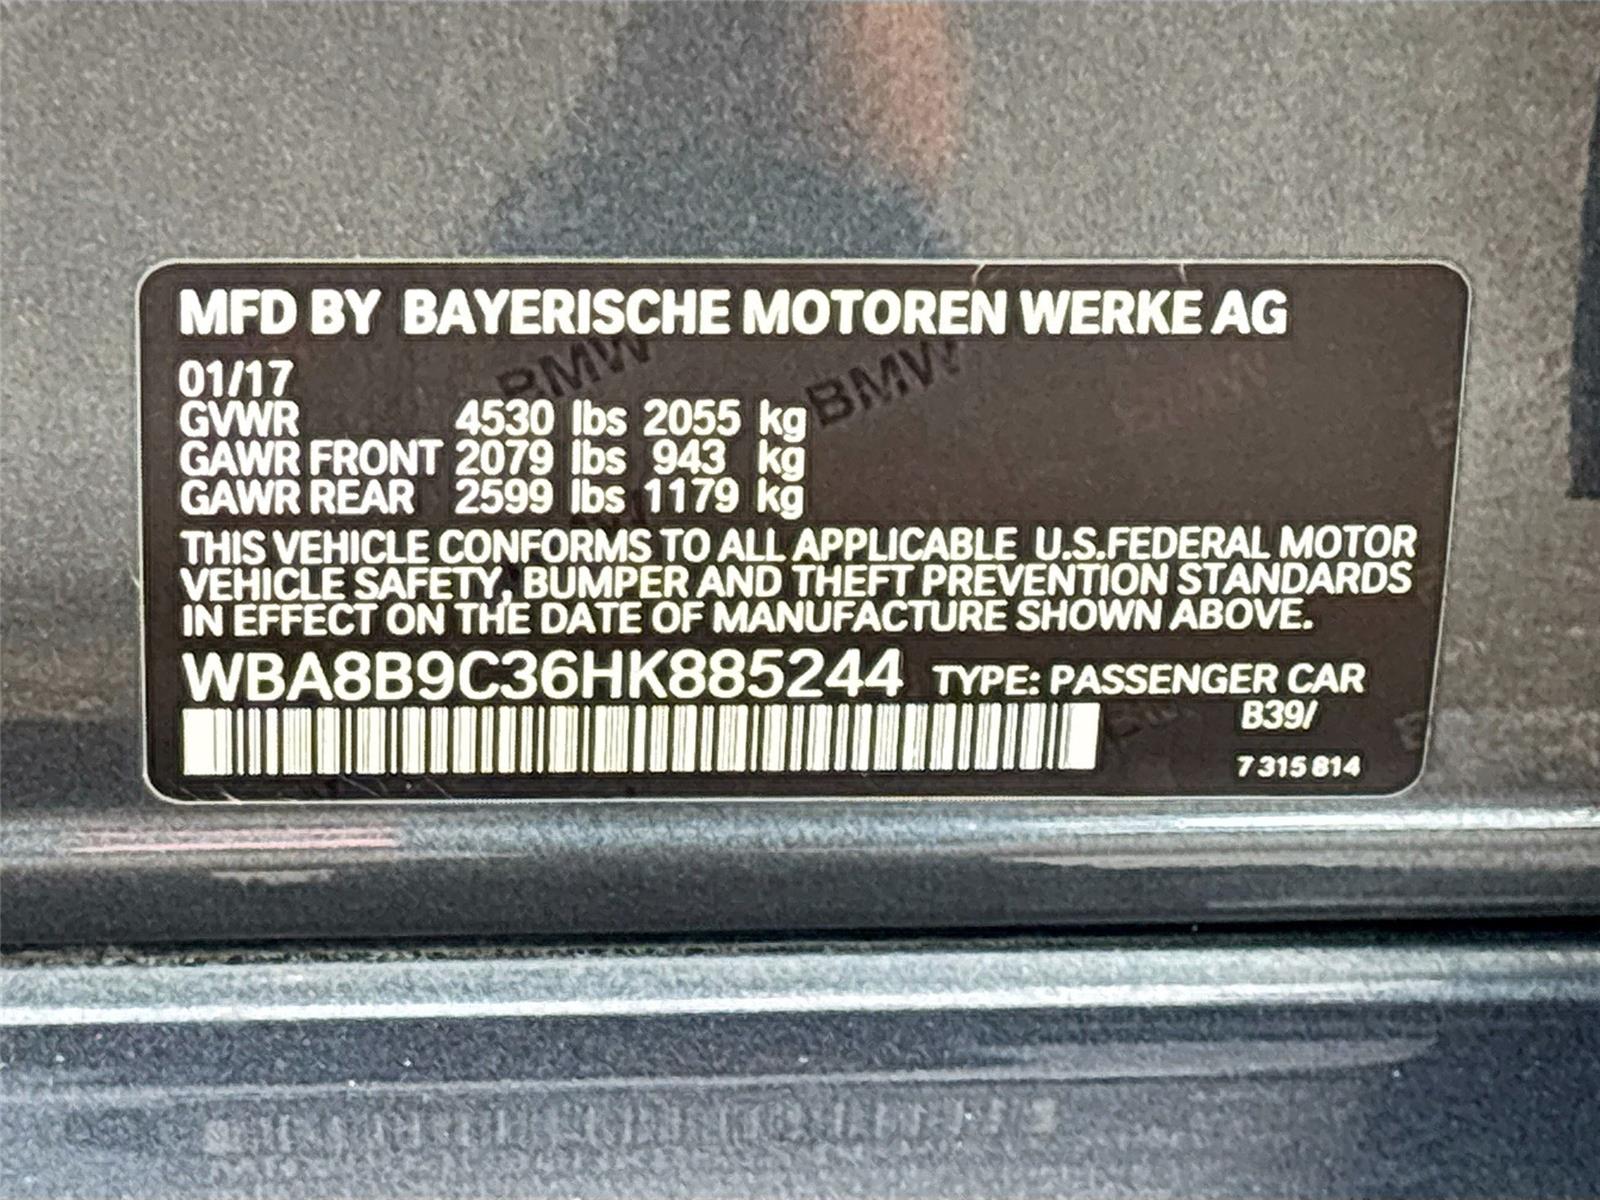 MFD BY BAYERISCHE MOTOREN WERKE AG
01/17
GVWR 4530 lbs 2055 kg
GAWR FRONT 2079 lbs 943 kg
GAWR REAR 2599 lbs 1179 kg
THIS VEHICLE CONFORMS TO ALL APPLICABLE U.S.FEDERAL MOTOR
VEHICLE SAFETY, BUMPER AND THEFT PREVENTION STANDARDS
IN EFFECT ON THE DATE OF MANUFACTURE SHOWN ABOVE.
WBA8B9C36HK885244 TYPE: PASSENGER CAR
B39/
7 315 814
BMW
BMW
BMW